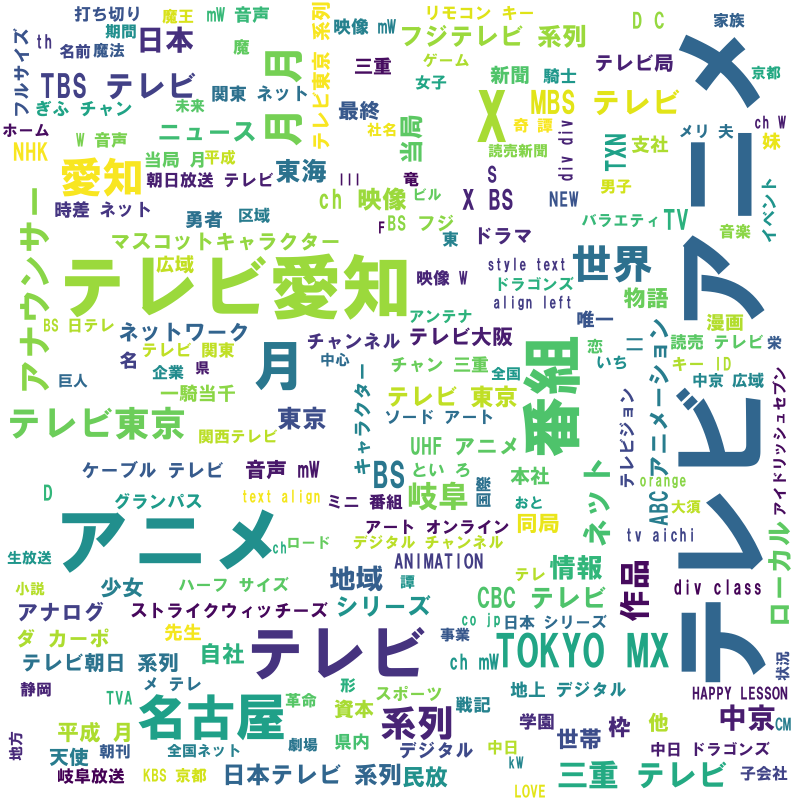 打ち切り
魔王
mW 音声
テレビ東京 系列
映像 mW
リモコン キー
D C
家族
フルサイズ
th
期間
名前
魔法
日本
魔
月 月
フジテレビ 系列
アニメ
テレビ
京都
三重
ゲーム
女子
新聞
騎士
テレビ局
TBS テレビ
関東 ネット
ぎふ チャン
未来
最終
X
MBS テレビ
ch W
ホーム
W 音声
ニュース
社名
当局
奇 譚
div div
TXN
支社
メリ 夫
妹
NHK
当局 月
平成
読売新聞
愛知
朝日放送 テレビ
東海
lll
竜
S
男子
時差 ネット
勇者
区域
ch 映像
ビル
X BS
NEW
イベント
アナウンサー
F
BS フジ
バラエティ
TV
音楽
マスコットキャラクター
東
ドラマ
広域
テレビ愛知
映像 W
style text
世界
ドラゴンズ
align left
物語
BS 日テレ
ネットワーク
アンテナ
唯一
漫画
チャンネル
テレビ大阪
名
テレビ 関東
月
中心
チャン 三重
全国
番組
恋
二
いち
アニメーション
読売 テレビ
栄
巨人
企業
県
キー ID
一騎当千
キャラクター
テレビ 東京
中京 広域
テレビ東京
関西テレビ
東京
ソード アート
テレビジョン
アイドリッシュセブン
UHF アニメ
ケーブル テレビ
音声 mW
BS
とい ろ
ネット
orange
D
グランパス
text align
ミニ 番組
岐阜
国際
本社
おと
ABC
大須
アニメ
アート オンライン
同局
tv aichi
ローカル
生放送
ch
ロード
デジタル チャンネル
ANIMATION
テレ
情報
小説
少女
ハーフ サイズ
地域
譚
CBC テレビ
作品
div class
アナログ
ストライクウィッチーズ
シリーズ
co jp
日本 シリーズ
ダ カーポ
先生
テレビ
事業
テレビ朝日 系列
自社
ch mW
TOKYO MX
状況
静岡
TVA
メ テレ
形
スポーツ
地上 デジタル
HAPPY LESSON
名古屋
革命
資本
戦記
地方
平成 月
系列
学園
枠
他
中京
CM
天使
朝刊
全国ネット
劇場
県内
デジタル
中日
世帯
中日 ドラゴンズ
岐阜放送
KBS 京都
日本テレビ 系列
民放
kW
LOVE
三重 テレビ
子会社